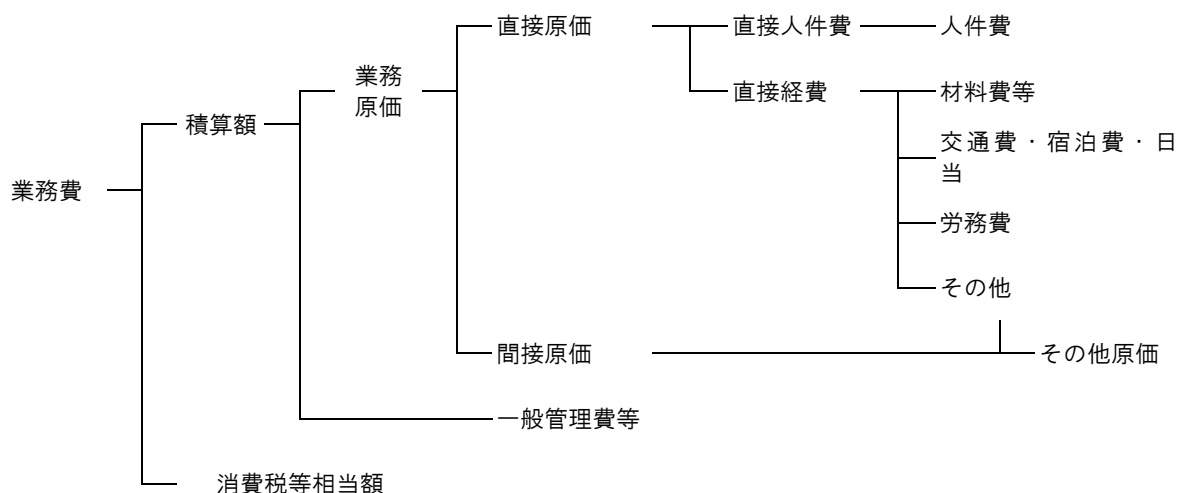 直接原価
直接人件費
人件費
業務
原価
直接経費
材料費等
積算額
交通費・宿泊費・日
当
業務費
労務費
その他
間接原価
その他原価
一般管理費等
消費税等相当額